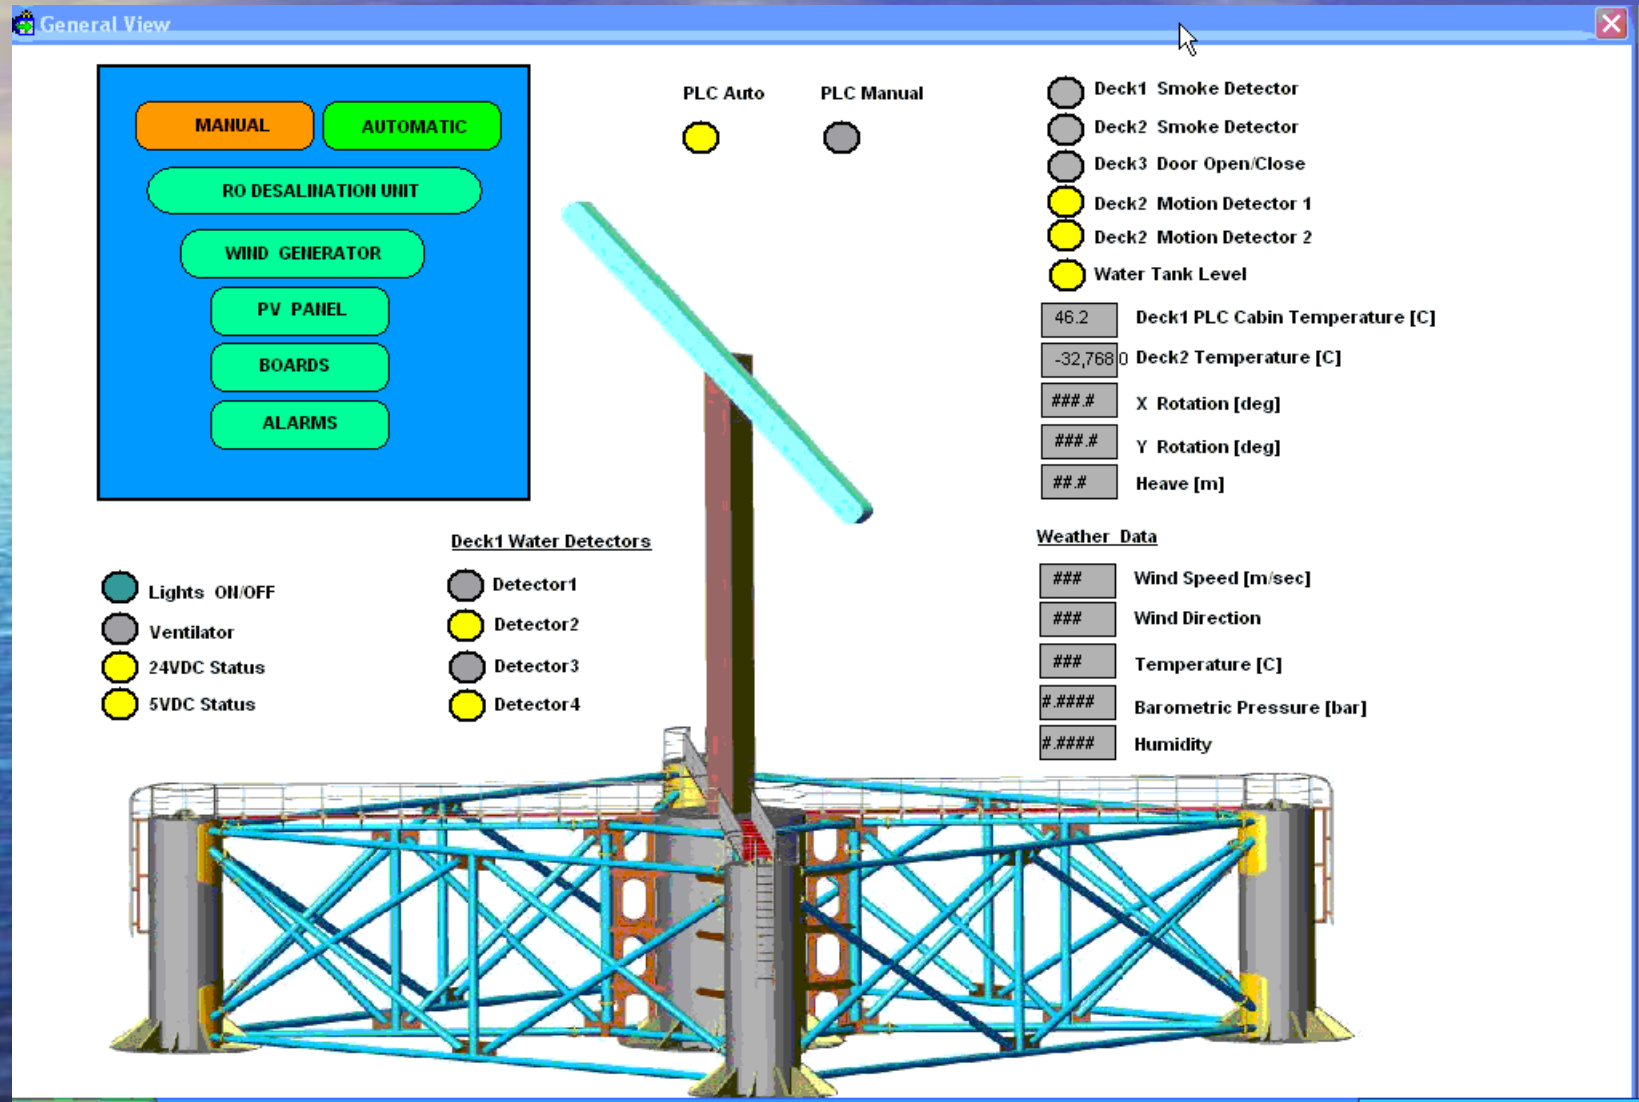 General View
MANUAL
AUTOMATIC
RO DESALINATION UNIT
WIND GENERATOR
PV PANEL
BOARDS
ALARMS
PLC Auto
PLC Manual
Deck1 Smoke Detector
Deck2 Smoke Detector
Deck3 Door Open/Close
Deck2 Motion Detector 1
Deck2 Motion Detector 2
Water Tank Level
46.2 Deck1 PLC Cabin Temperature [C]
-32,768.0 Deck2 Temperature [C]
###.# X Rotation [deg]
###.# Y Rotation [deg]
##.# Heave [m]
Weather Data
### Wind Speed [m/sec]
### Wind Direction
### Temperature [C]
#.#### Barometric Pressure [bar]
#.#### Humidity
Lights ON/OFF
Ventilator
24VDC Status
5VDC Status
Deck1 Water Detectors
Detector1
Detector2
Detector3
Detector4